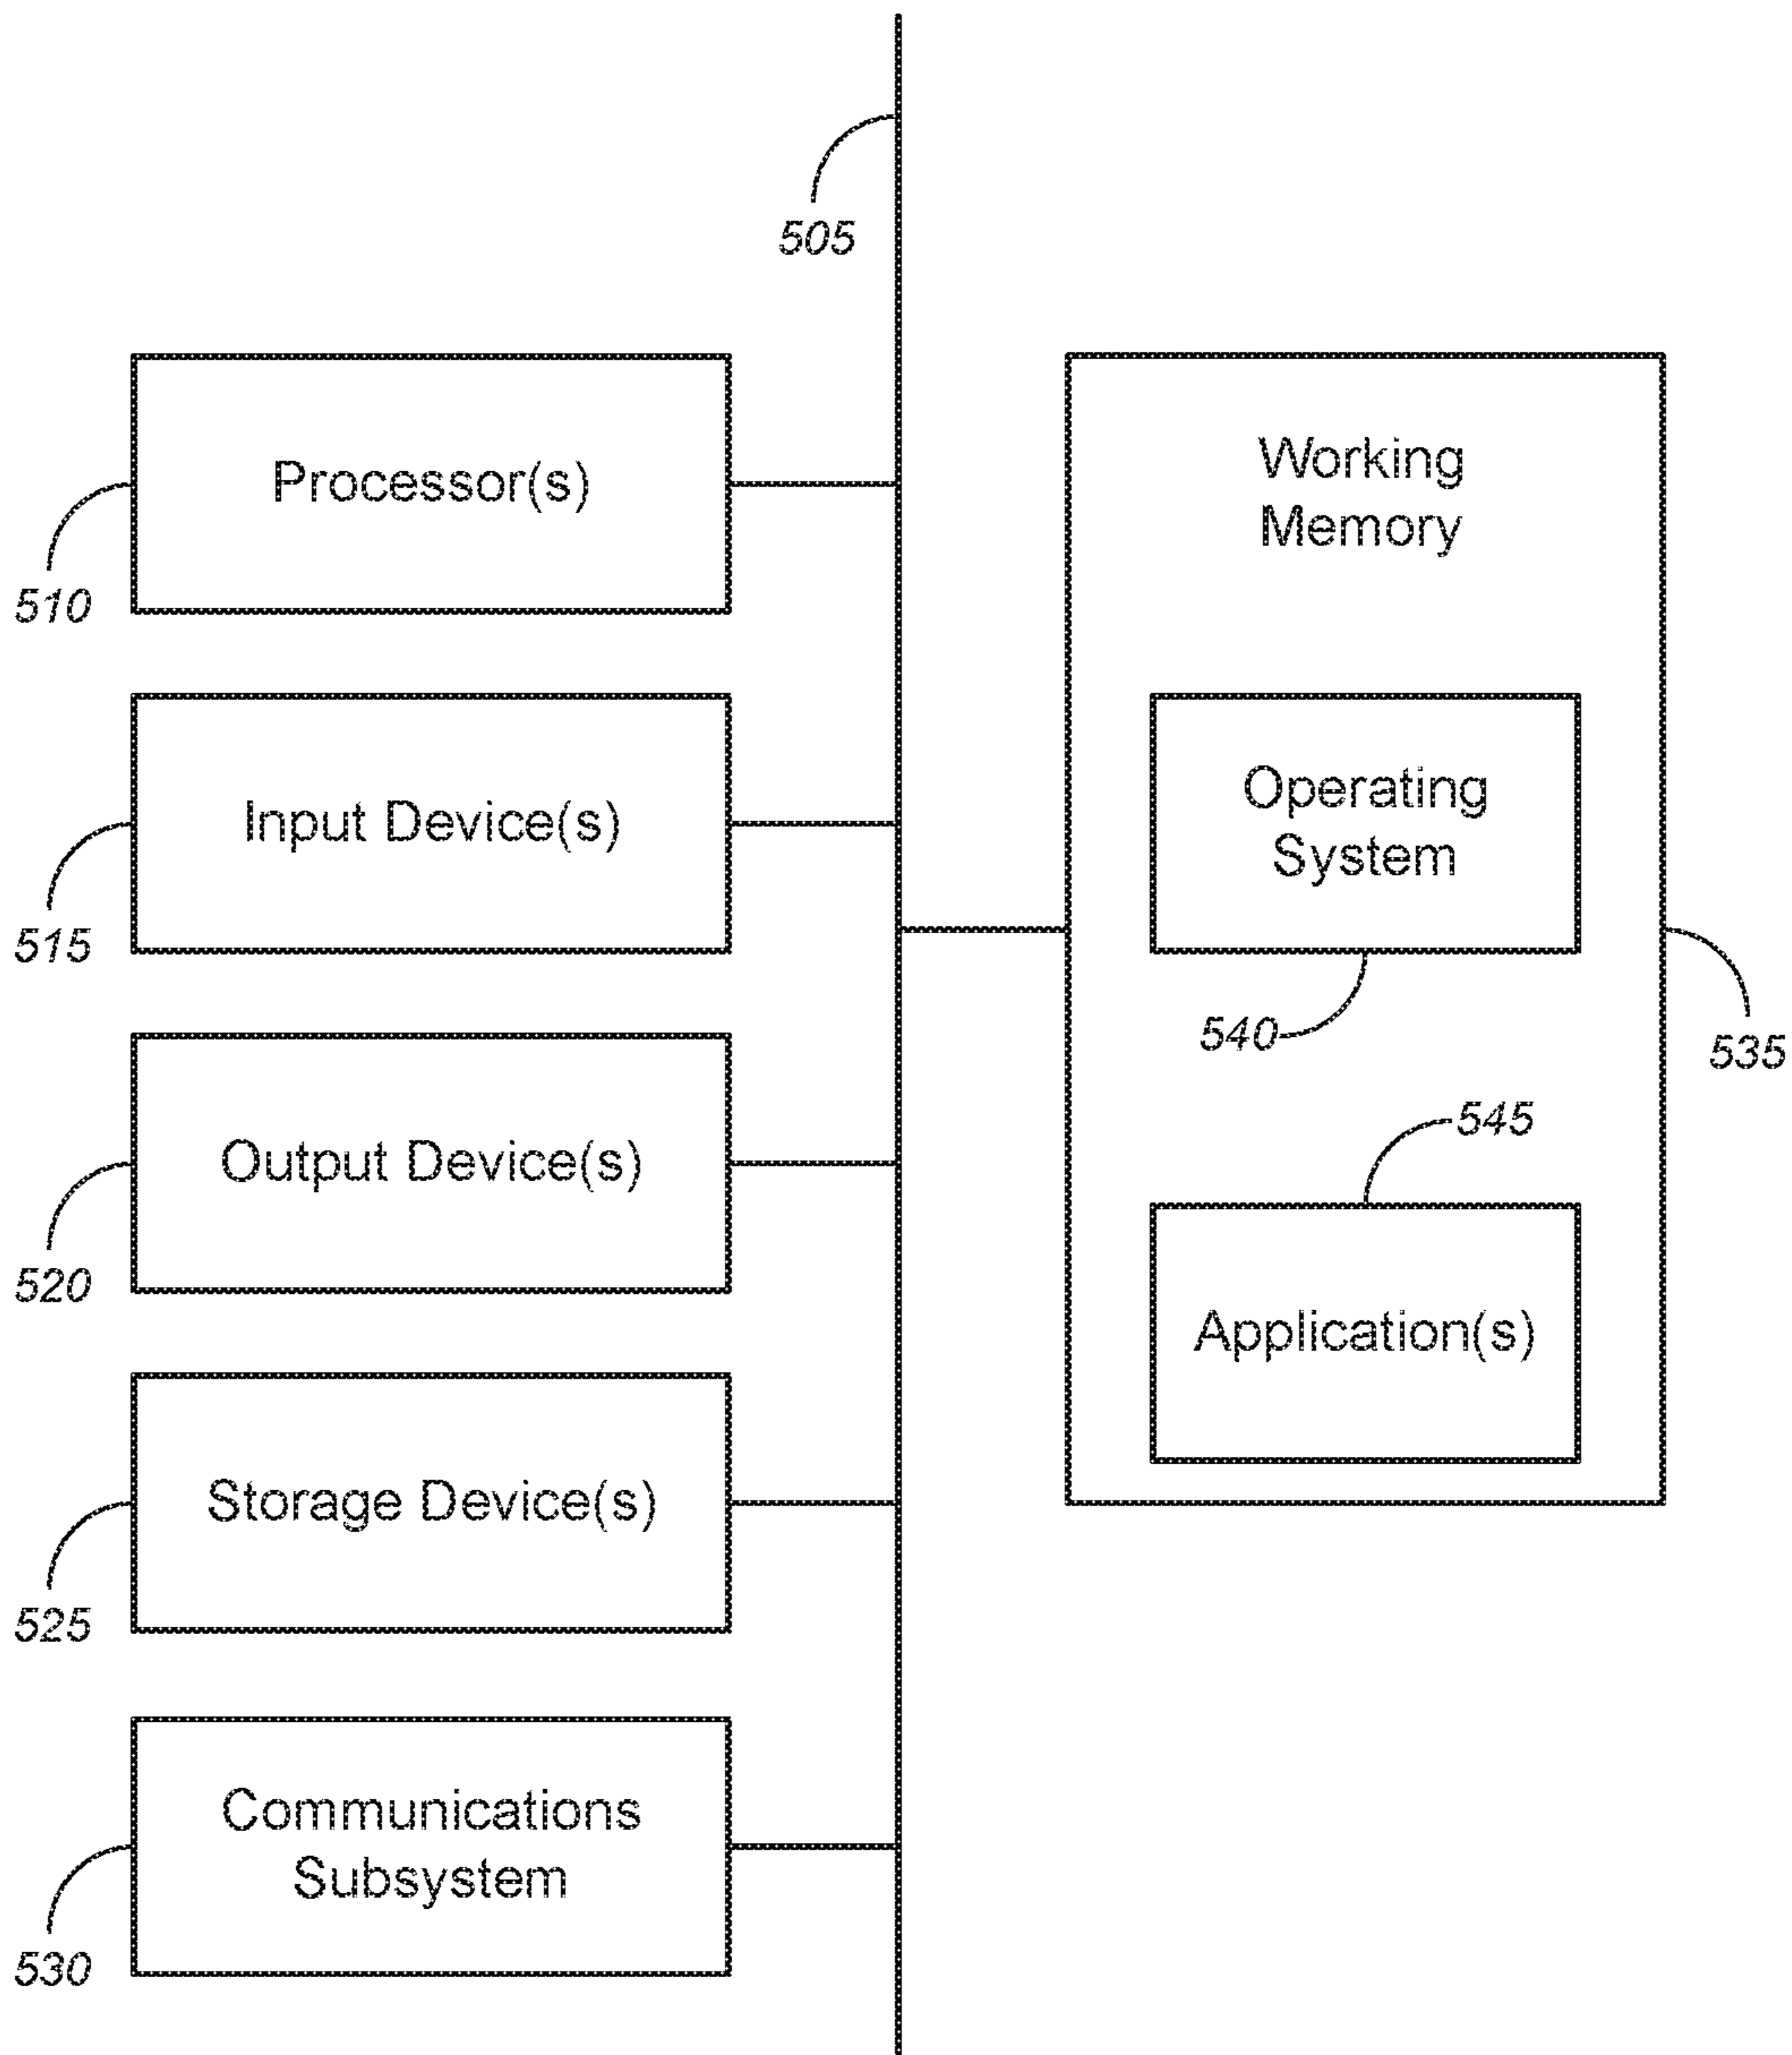 505
Processor(s)
510
Input Device(s)
515
Output Device(s)
520
Storage Device(s)
525
Communications
Subsystem
530
Working
Memory
Operating
System
540
535
545
Application(s)